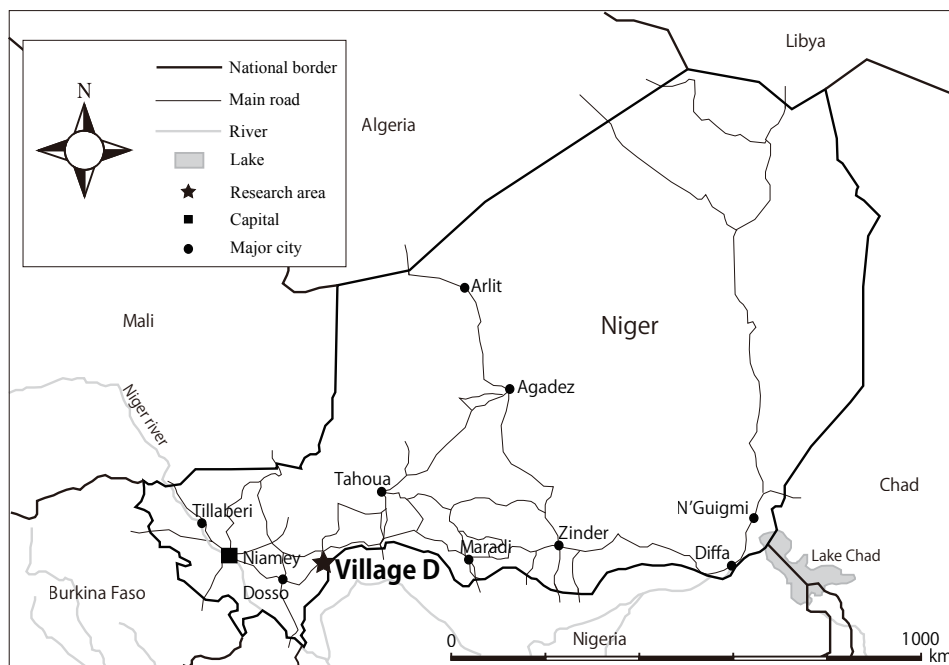 Libya
N
National border
Main road
River
Lake
Research area
Capital
Major city
Algeria
Arlit
Mali
Niger
Agadez
Niger river
Tahoua
Chad
N'Guigmi
Tillaberi
Zinder
Maradi
Niamey
Diffa
Lake Chad
Village D
Burkina Faso
Dosso
Nigeria
0
1000
km